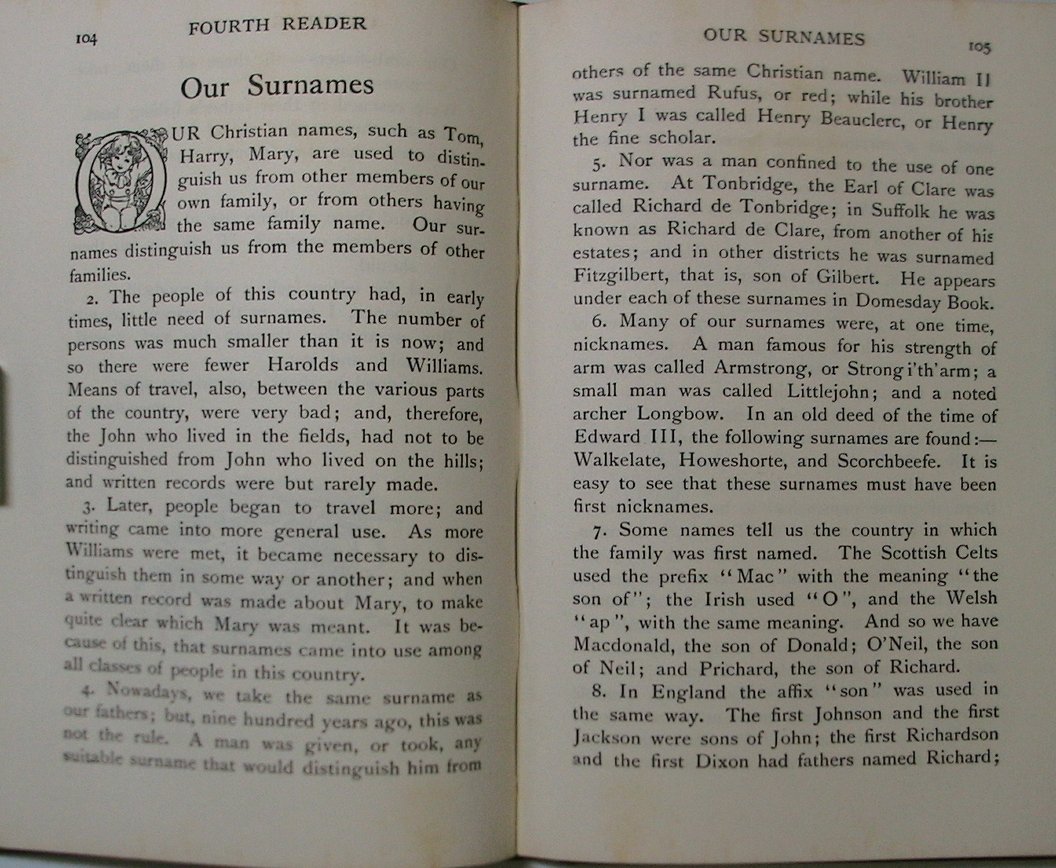 104
FOURTH READER
Our Surnames
OUR Christian names, such as Tom,
Harry, Mary, are used to distin-
guish us from other members of our
own family, or from others having
the same family name. Our sur-
names distinguish us from the members of other
families.
2. The people of this country had, in early
times, little need of surnames. The number of
persons was much smaller than it is now; and
so there were fewer Harolds and Williams.
Means of travel, also, between the various parts
of the country, were very bad; and, therefore,
the John who lived in the fields, had not to be
distinguished from John who lived on the hills;
and written records were but rarely made.
3. Later, people began to travel more; and
writing came into more general use. As more
Williams were met, it became necessary to dis-
tinguish them in some way or another; and when
a written record was made about Mary, to make
quite clear which Mary was meant. It was be-
cause of this, that surnames came into use among
all classes of people in this country.
4. Nowadays, we take the same surname as
our fathers; but, nine hundred years ago, this was
not the rule. A man was given, or took, any
suitable surname that would distinguish him from
OUR SURNAMES
105
others of the same Christian name. William II
was surnamed Rufus, or red; while his brother
Henry I was called Henry Beauclerc, or Henry
the fine scholar.
5. Nor was a man confined to the use of one
surname. At Tonbridge, the Earl of Clare was
called Richard de Tonbridge; in Suffolk he was
known as Richard de Clare, from another of his
estates; and in other districts he was surnamed
Fitzgilbert, that is, son of Gilbert. He appears
under each of these surnames in Domesday Book.
6. Many of our surnames were, at one time,
nicknames. A man famous for his strength of
arm was called Armstrong, or Strongi'th'arm; a
small man was called Littlejohn; and a noted
archer Longbow. In an old deed of the time of
Edward III, the following surnames are found:—
Walkelate, Howeshorte, and Scorchbeefe. It is
easy to see that these surnames must have been
first nicknames.
7. Some names tell us the country in which
the family was first named. The Scottish Celts
used the prefix "Mac" with the meaning "the
son of"; the Irish used "O", and the Welsh
"ap", with the same meaning. And so we have
Macdonald, the son of Donald; O'Neil, the son
of Neil; and Prichard, the son of Richard.
8. In England the affix "son" was used in
the same way. The first Johnson and the first
Jackson were sons of John; the first Richardson
and the first Dixon had fathers named Richard;